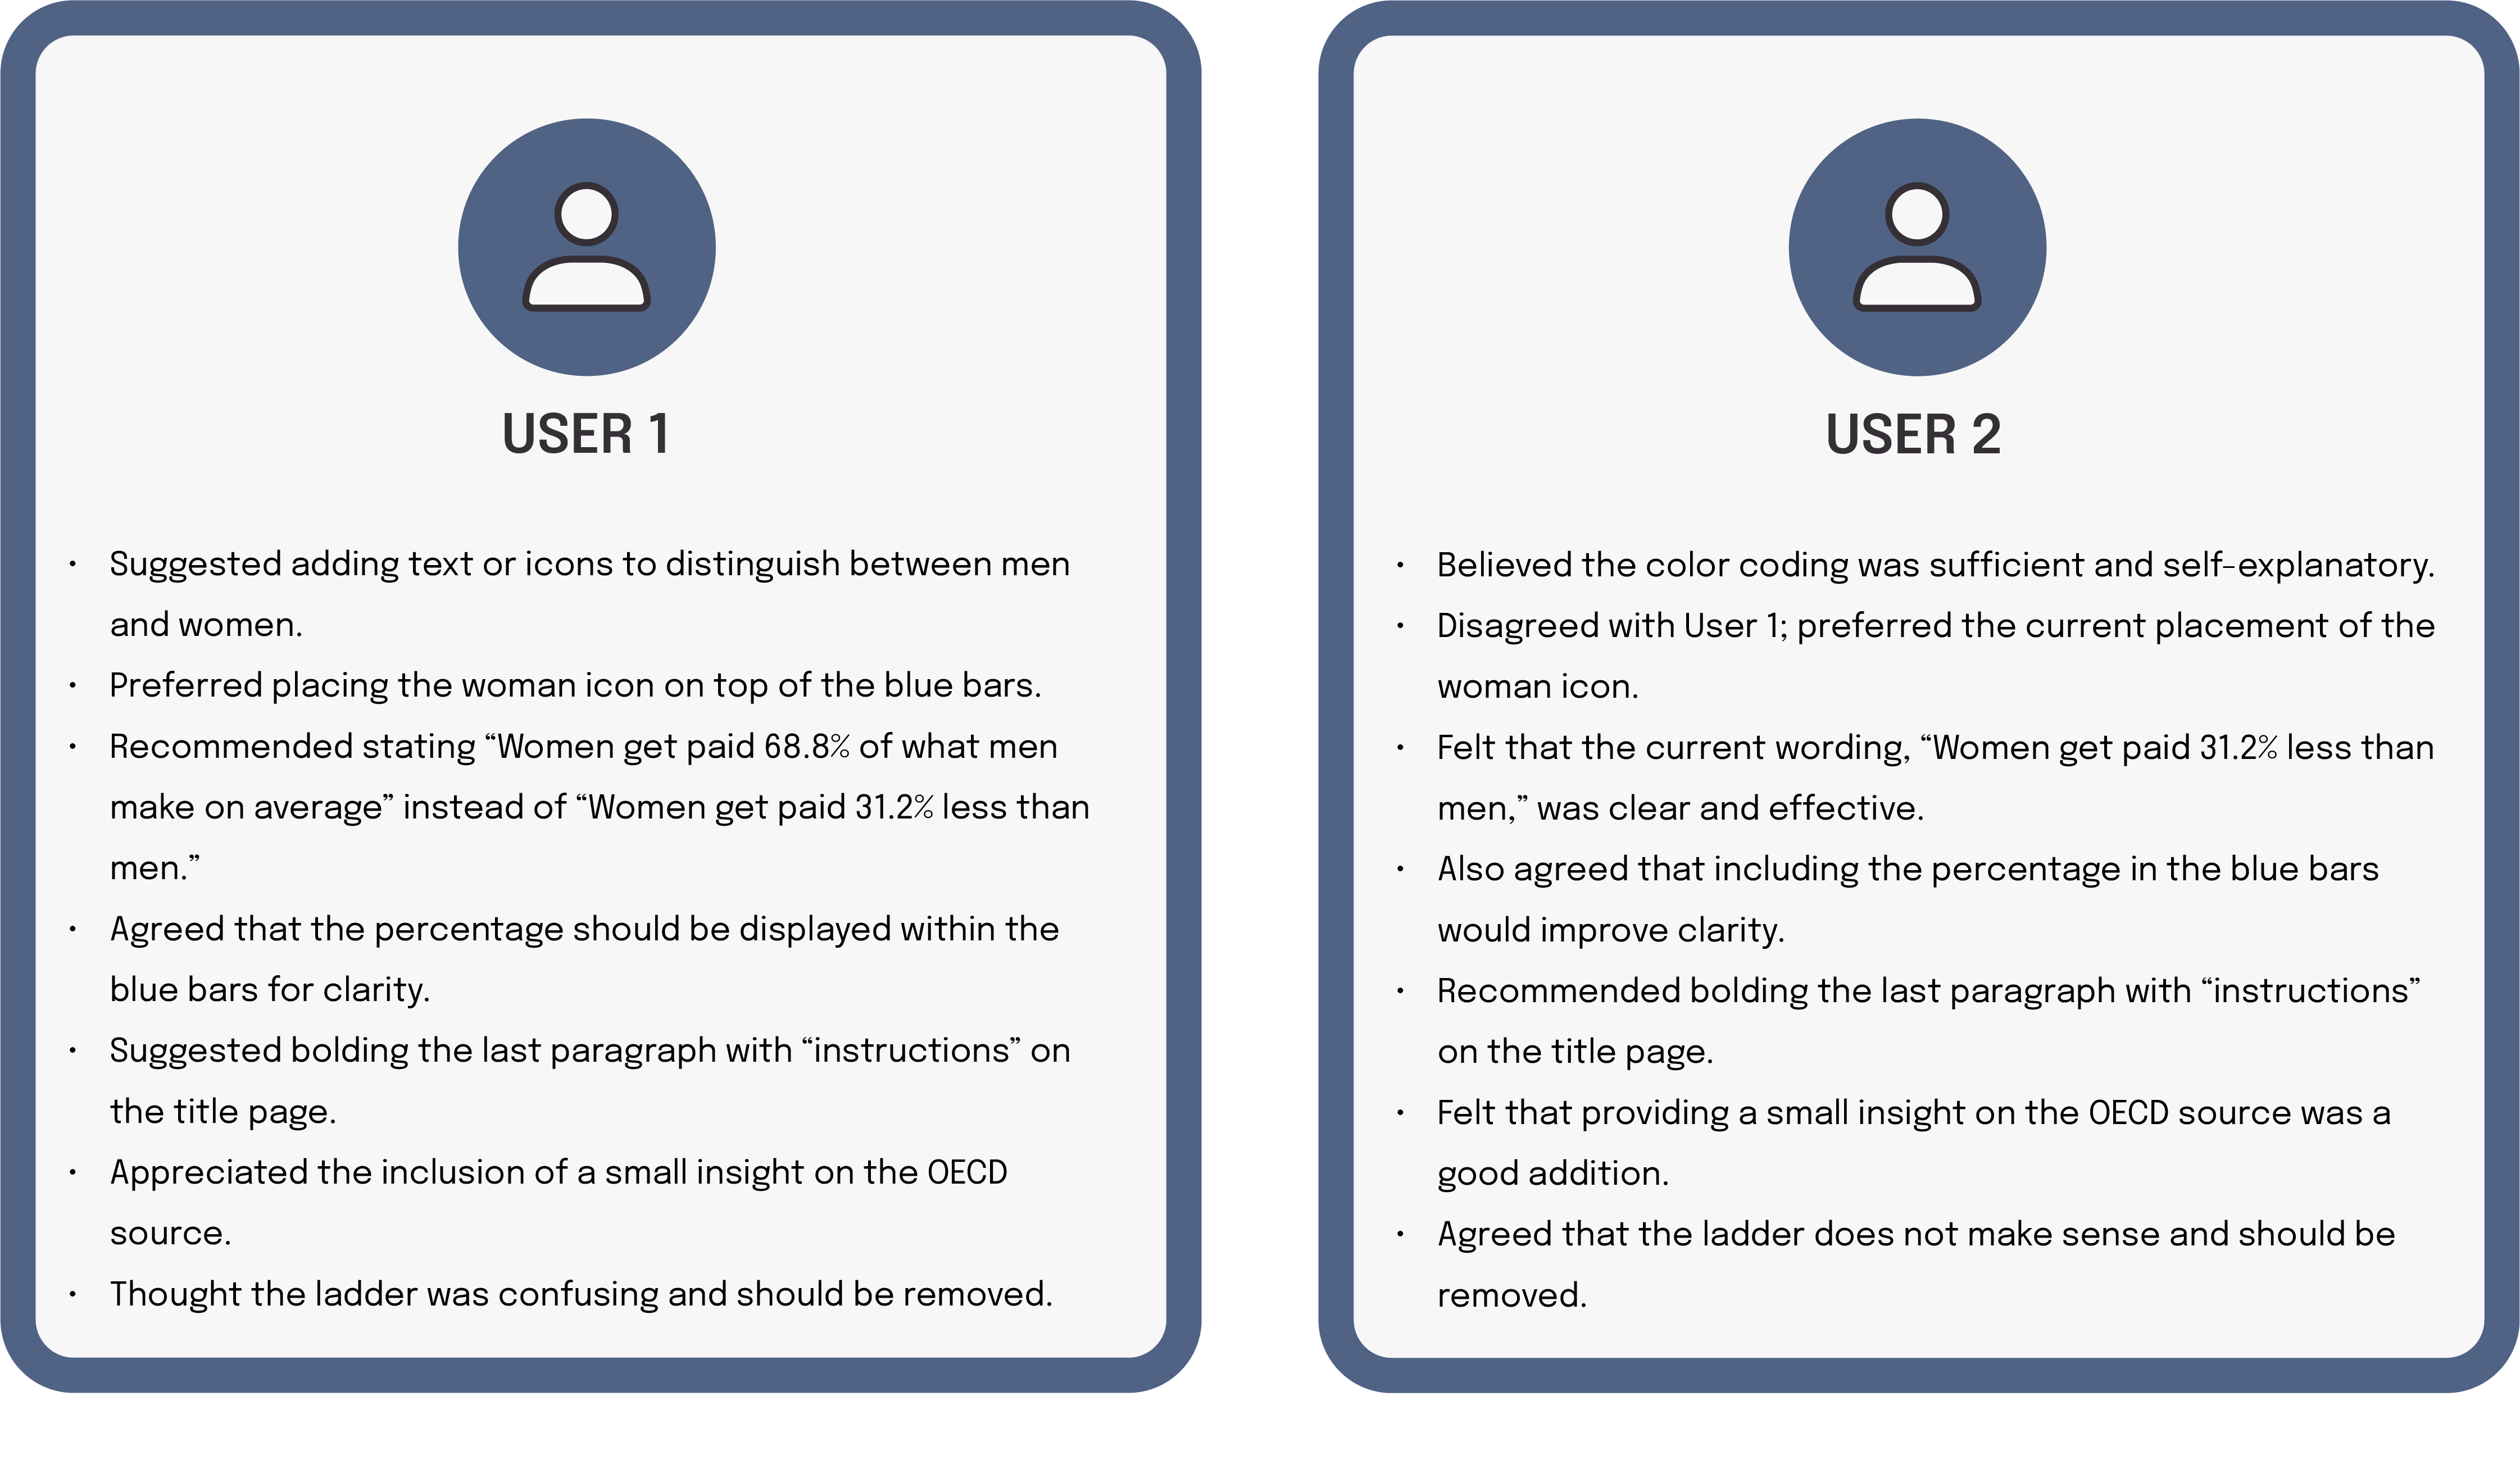 USER 1
• Suggested adding text or icons to distinguish between men
and women.
• Preferred placing the woman icon on top of the blue bars.
• Recommended stating “Women get paid 68.8% of what men
make on average” instead of “Women get paid 31.2% less than
men.”
• Agreed that the percentage should be displayed within the
blue bars for clarity.
• Suggested bolding the last paragraph with “instructions” on
the title page.
• Appreciated the inclusion of a small insight on the OECD
source.
• Thought the ladder was confusing and should be removed.
USER 2
• Believed the color coding was sufficient and self-explanatory.
• Disagreed with User 1; preferred the current placement of the
woman icon.
• Felt that the current wording, “Women get paid 31.2% less than
men,” was clear and effective.
• Also agreed that including the percentage in the blue bars
would improve clarity.
• Recommended bolding the last paragraph with “instructions”
on the title page.
• Felt that providing a small insight on the OECD source was a
good addition.
• Agreed that the ladder does not make sense and should be
removed.